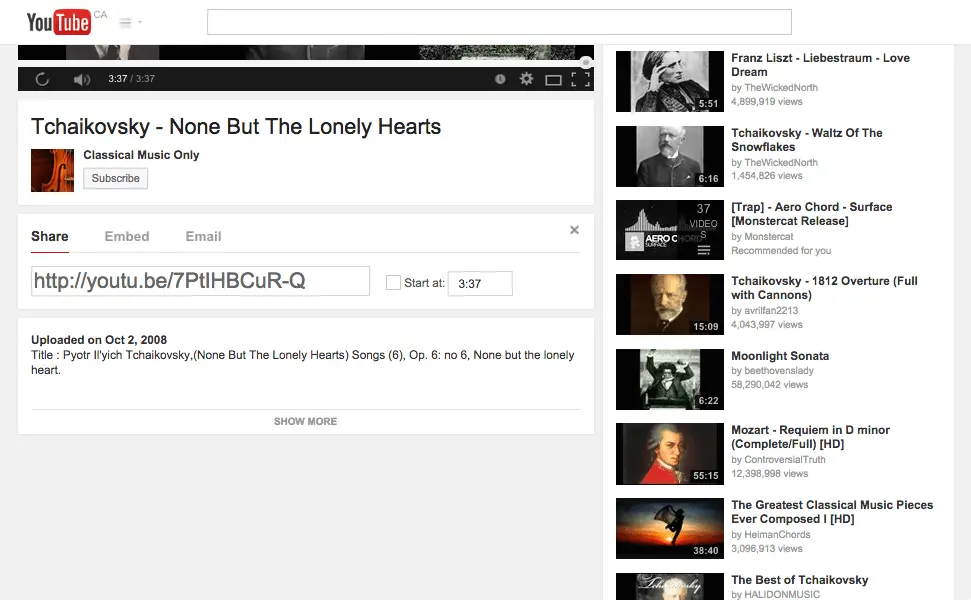 YouTube CA
3:37 / 3:37
Tchaikovsky - None But The Lonely Hearts
Classical Music Only
Subscribe
Share Embed Email
http://youtu.be/7PtIHBCuR-Q
Start at: 3:37
Uploaded on Oct 2, 2008
Title : Pyotr Il'yich Tchaikovsky,(None But The Lonely Hearts) Songs (6), Op. 6: no 6, None but the lonely
heart.
SHOW MORE
5:51
Franz Liszt - Liebestraum - Love
Dream
by TheWickedNorth
4,899,919 views
6:16
Tchaikovsky - Waltz Of The
Snowflakes
by TheWickedNorth
1,454,826 views
37
VIDEO
S
AERO CHORD
SURFACE
[Trap] - Aero Chord - Surface
[Monstercat Release]
by Monstercat
Recommended for you
15:09
Tchaikovsky - 1812 Overture (Full
with Cannons)
by avrilfan2213
4,043,997 views
6:22
Moonlight Sonata
by beethovenslady
58,290,042 views
55:15
Mozart - Requiem in D minor
(Complete/Full) [HD]
by ControversialTruth
12,398,998 views
38:40
The Greatest Classical Music Pieces
Ever Composed I [HD]
by HeimanChords
3,096,913 views
Tchaikovsky
The Best of Tchaikovsky
by HALIDONMUSIC